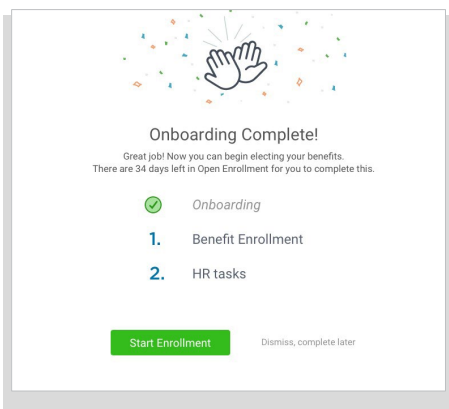 Onboarding Complete!
Great job! Now you can begin electing your benefits.
There are 34 days left in Open Enrollment for you to complete this.
Onboarding
1. Benefit Enrollment
2. HR tasks
Start Enrollment Dismiss, complete later